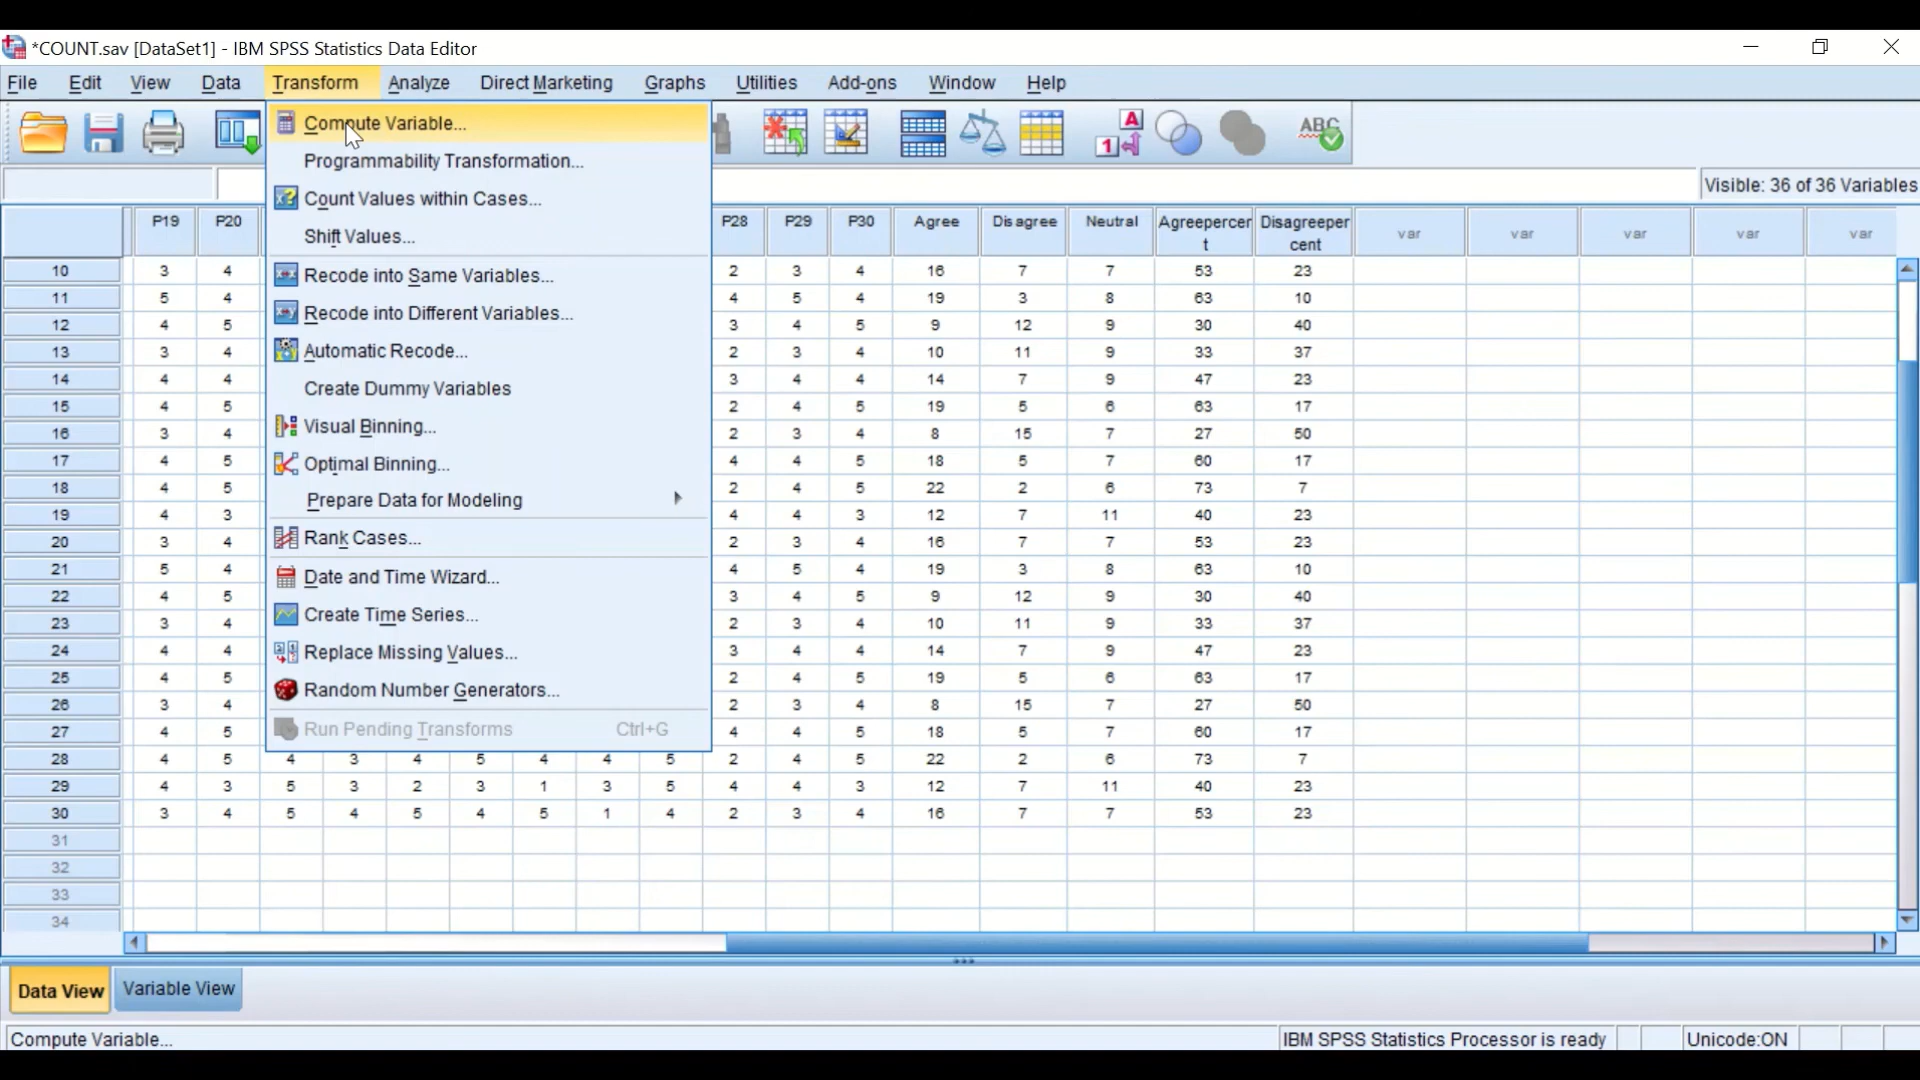 *COUNT.sav [DataSet1] - IBM SPSS Statistics Data Editor
File Edit View Data Transform Analyze Direct Marketing Graphs Utilities Add-ons Window Help
Compute Variable...
Programmability Transformation...
Count Values within Cases...
Shift Values...
Recode into Same Variables...
Recode into Different Variables...
Automatic Recode...
Create Dummy Variables
Visual Binning...
Optimal Binning...
Prepare Data for Modeling
Rank Cases...
Date and Time Wizard...
Create Time Series...
Replace Missing Values...
Random Number Generators...
Run Pending Transforms Ctrl+G
A
1
ABC
Visible: 36 of 36 Variables
P19 P20 P28 P29 P30 Agree Disagree Neutral Agreepercen Disagreeper var var var var var
t cent
10 3 4 2 3 4 16 7 7 53 23
11 5 4 4 5 4 19 3 8 63 10
12 4 5 3 4 5 9 12 9 30 40
13 3 4 2 3 4 10 11 9 33 37
14 4 4 3 4 4 14 7 9 47 23
15 4 5 2 4 5 19 5 6 63 17
16 3 4 2 3 4 8 15 7 27 50
17 4 5 4 4 5 18 5 7 60 17
18 4 5 2 4 5 22 2 6 73 7
19 4 3 4 4 3 12 7 11 40 23
20 3 4 2 3 4 16 7 7 53 23
21 5 4 4 5 4 19 3 8 63 10
22 4 5 3 4 5 9 12 9 30 40
23 3 4 2 3 4 10 11 9 33 37
24 4 4 3 4 4 14 7 9 47 23
25 4 5 2 4 5 19 5 6 63 17
26 3 4 2 3 4 8 15 7 27 50
27 4 5 4 4 5 18 5 7 60 17
28 4 5 4 3 4 5 4 4 5 2 4 5 22 2 6 73 7
29 4 3 5 3 2 3 1 3 5 4 4 3 12 7 11 40 23
30 3 4 5 4 5 4 5 1 4 2 3 4 16 7 7 53 23
31
32
33
34
Data View Variable View
Compute Variable... IBM SPSS Statistics Processor is ready Unicode:ON